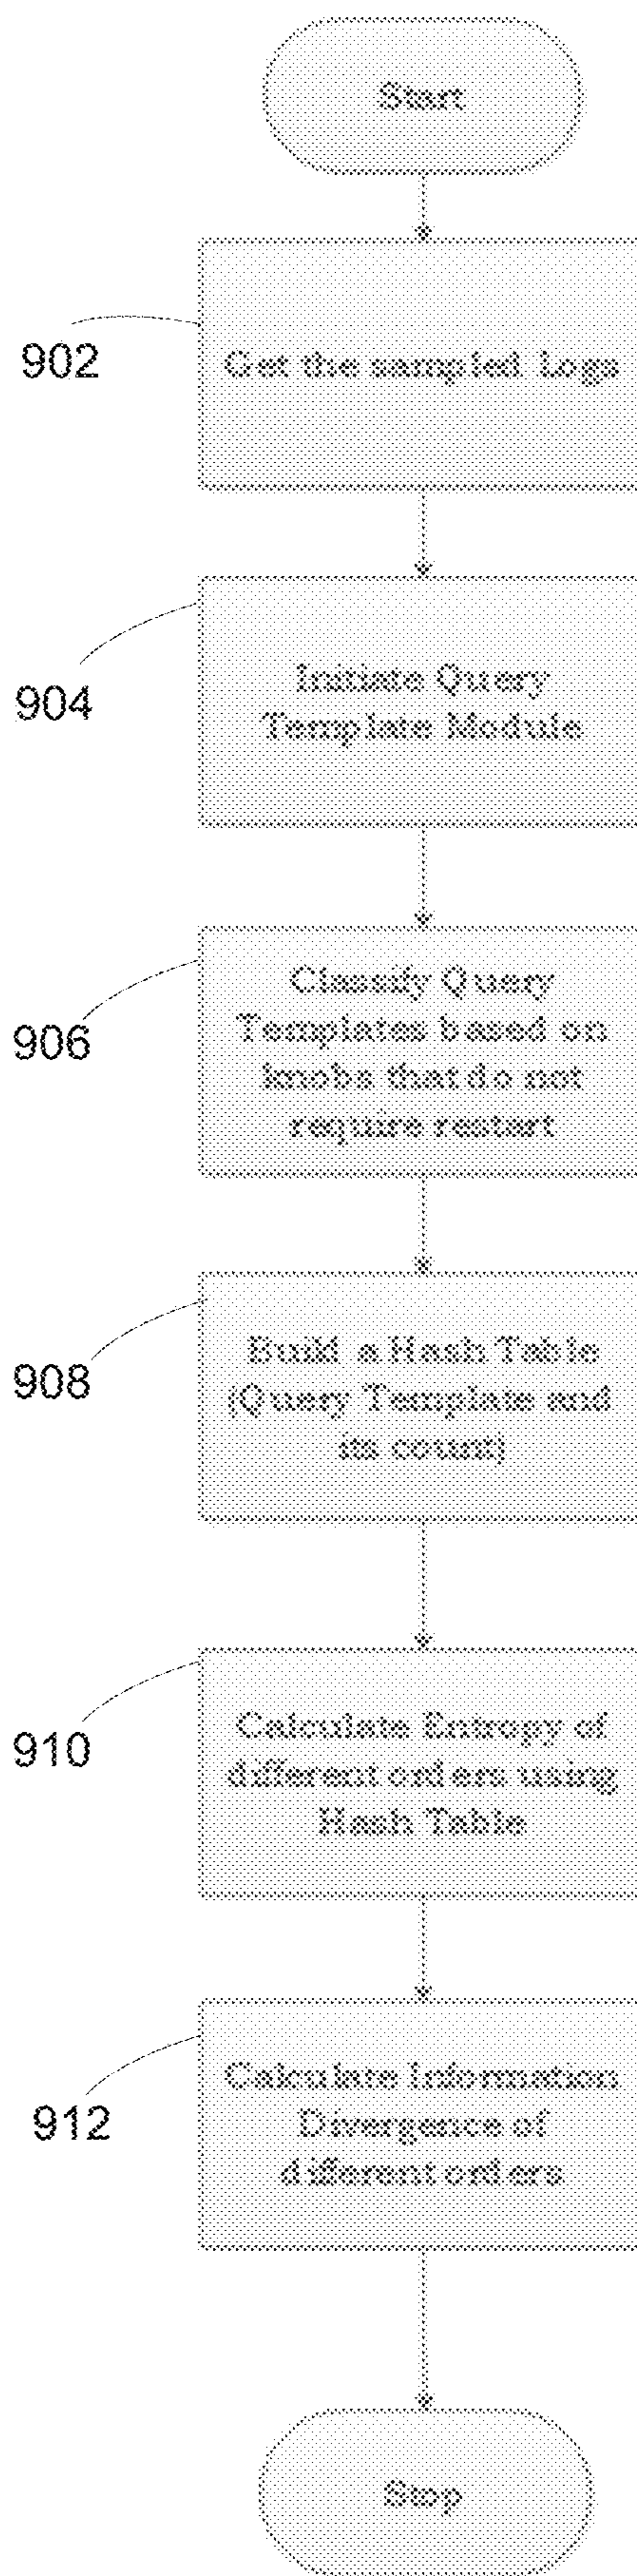 Start
902
Get the sampled Logs
904
Initiate Query
Template Module
906
Classify Query
Templates based on
knobs that do not
require restart
908
Build a Hash Table
(Query Template and
its count)
910
Calculate Entropy of
different orders using
Hash Table
912
Calculate Information
Divergence of
different orders
Stop